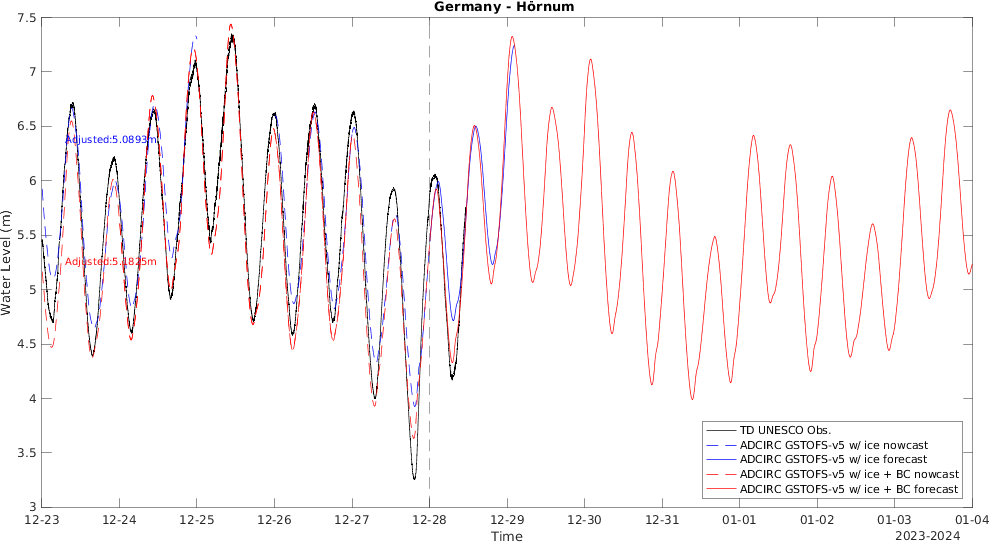 Germany - Hörnum
7.5
7
6.5
6
5.5
5
4.5
4
3.5
3
Water Level (m)
Adjusted:5.0893m
Adjusted:5.1825m
TD UNESCO Obs.
ADCIRC GSTOFS-v5 w/ ice nowcast
ADCIRC GSTOFS-v5 w/ ice forecast
ADCIRC GSTOFS-v5 w/ ice + BC nowcast
ADCIRC GSTOFS-v5 w/ ice + BC forecast
12-23 12-24 12-25 12-26 12-27 12-28 12-29 12-30 12-31 01-01 01-02 01-03 01-04
Time
2023-2024